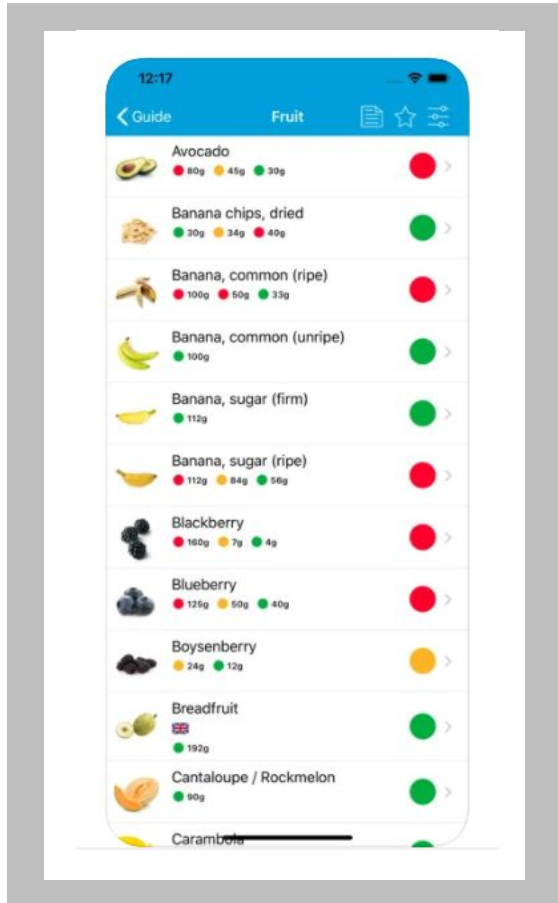 12:17
Guide Fruit
Avocado
80g 45g 30g
Banana chips, dried
30g 34g 40g
Banana, common (ripe)
100g 50g 33g
Banana, common (unripe)
100g
Banana, sugar (firm)
112g
Banana, sugar (ripe)
112g 84g 56g
Blackberry
160g 7g 4g
Blueberry
125g 50g 40g
Boysenberry
24g 12g
Breadfruit
192g
Cantaloupe / Rockmelon
90g
Carambola